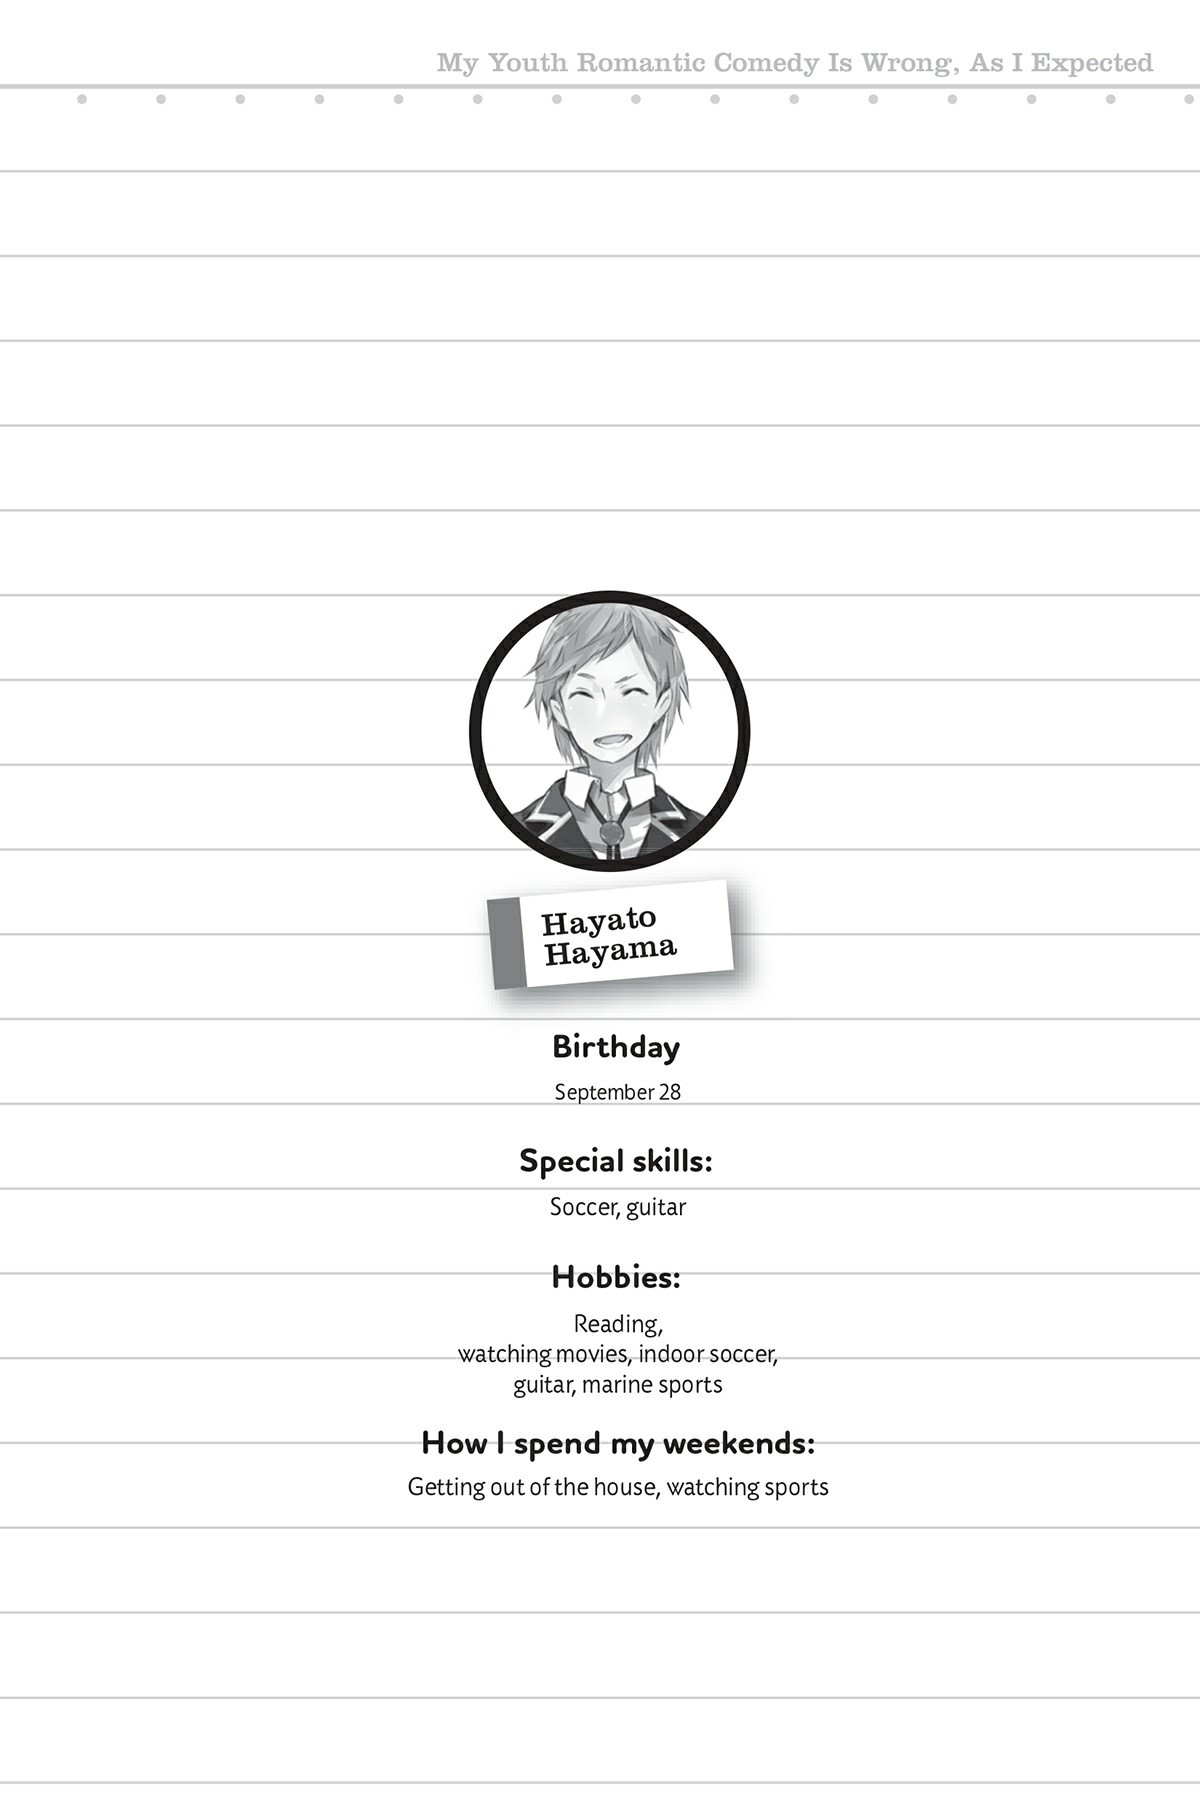 My Youth Romantic Comedy Is Wrong, As I Expected
Hayato
Hayama
Birthday
September 28
Special skills:
Soccer, guitar
Hobbies:
Reading,
watching movies, indoor soccer,
guitar, marine sports
How I spend my weekends:
Getting out of the house, watching sports